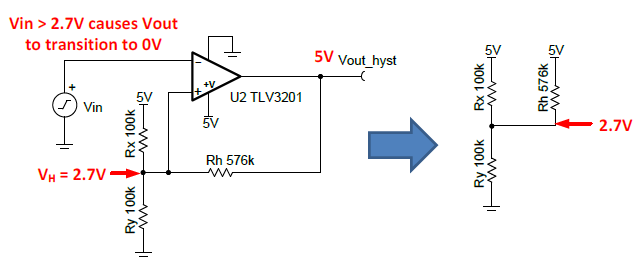 Vin > 2.7V causes Vout
to transition to 0V
5V Vout_hyst
-
+
+V
U2 TLV3201
5V
+
Vin
5V
Rx 100k
Rh 576k
VH = 2.7V
Ry 100k
5V
5V
Rx 100k
Rh 576k
2.7V
Ry 100k